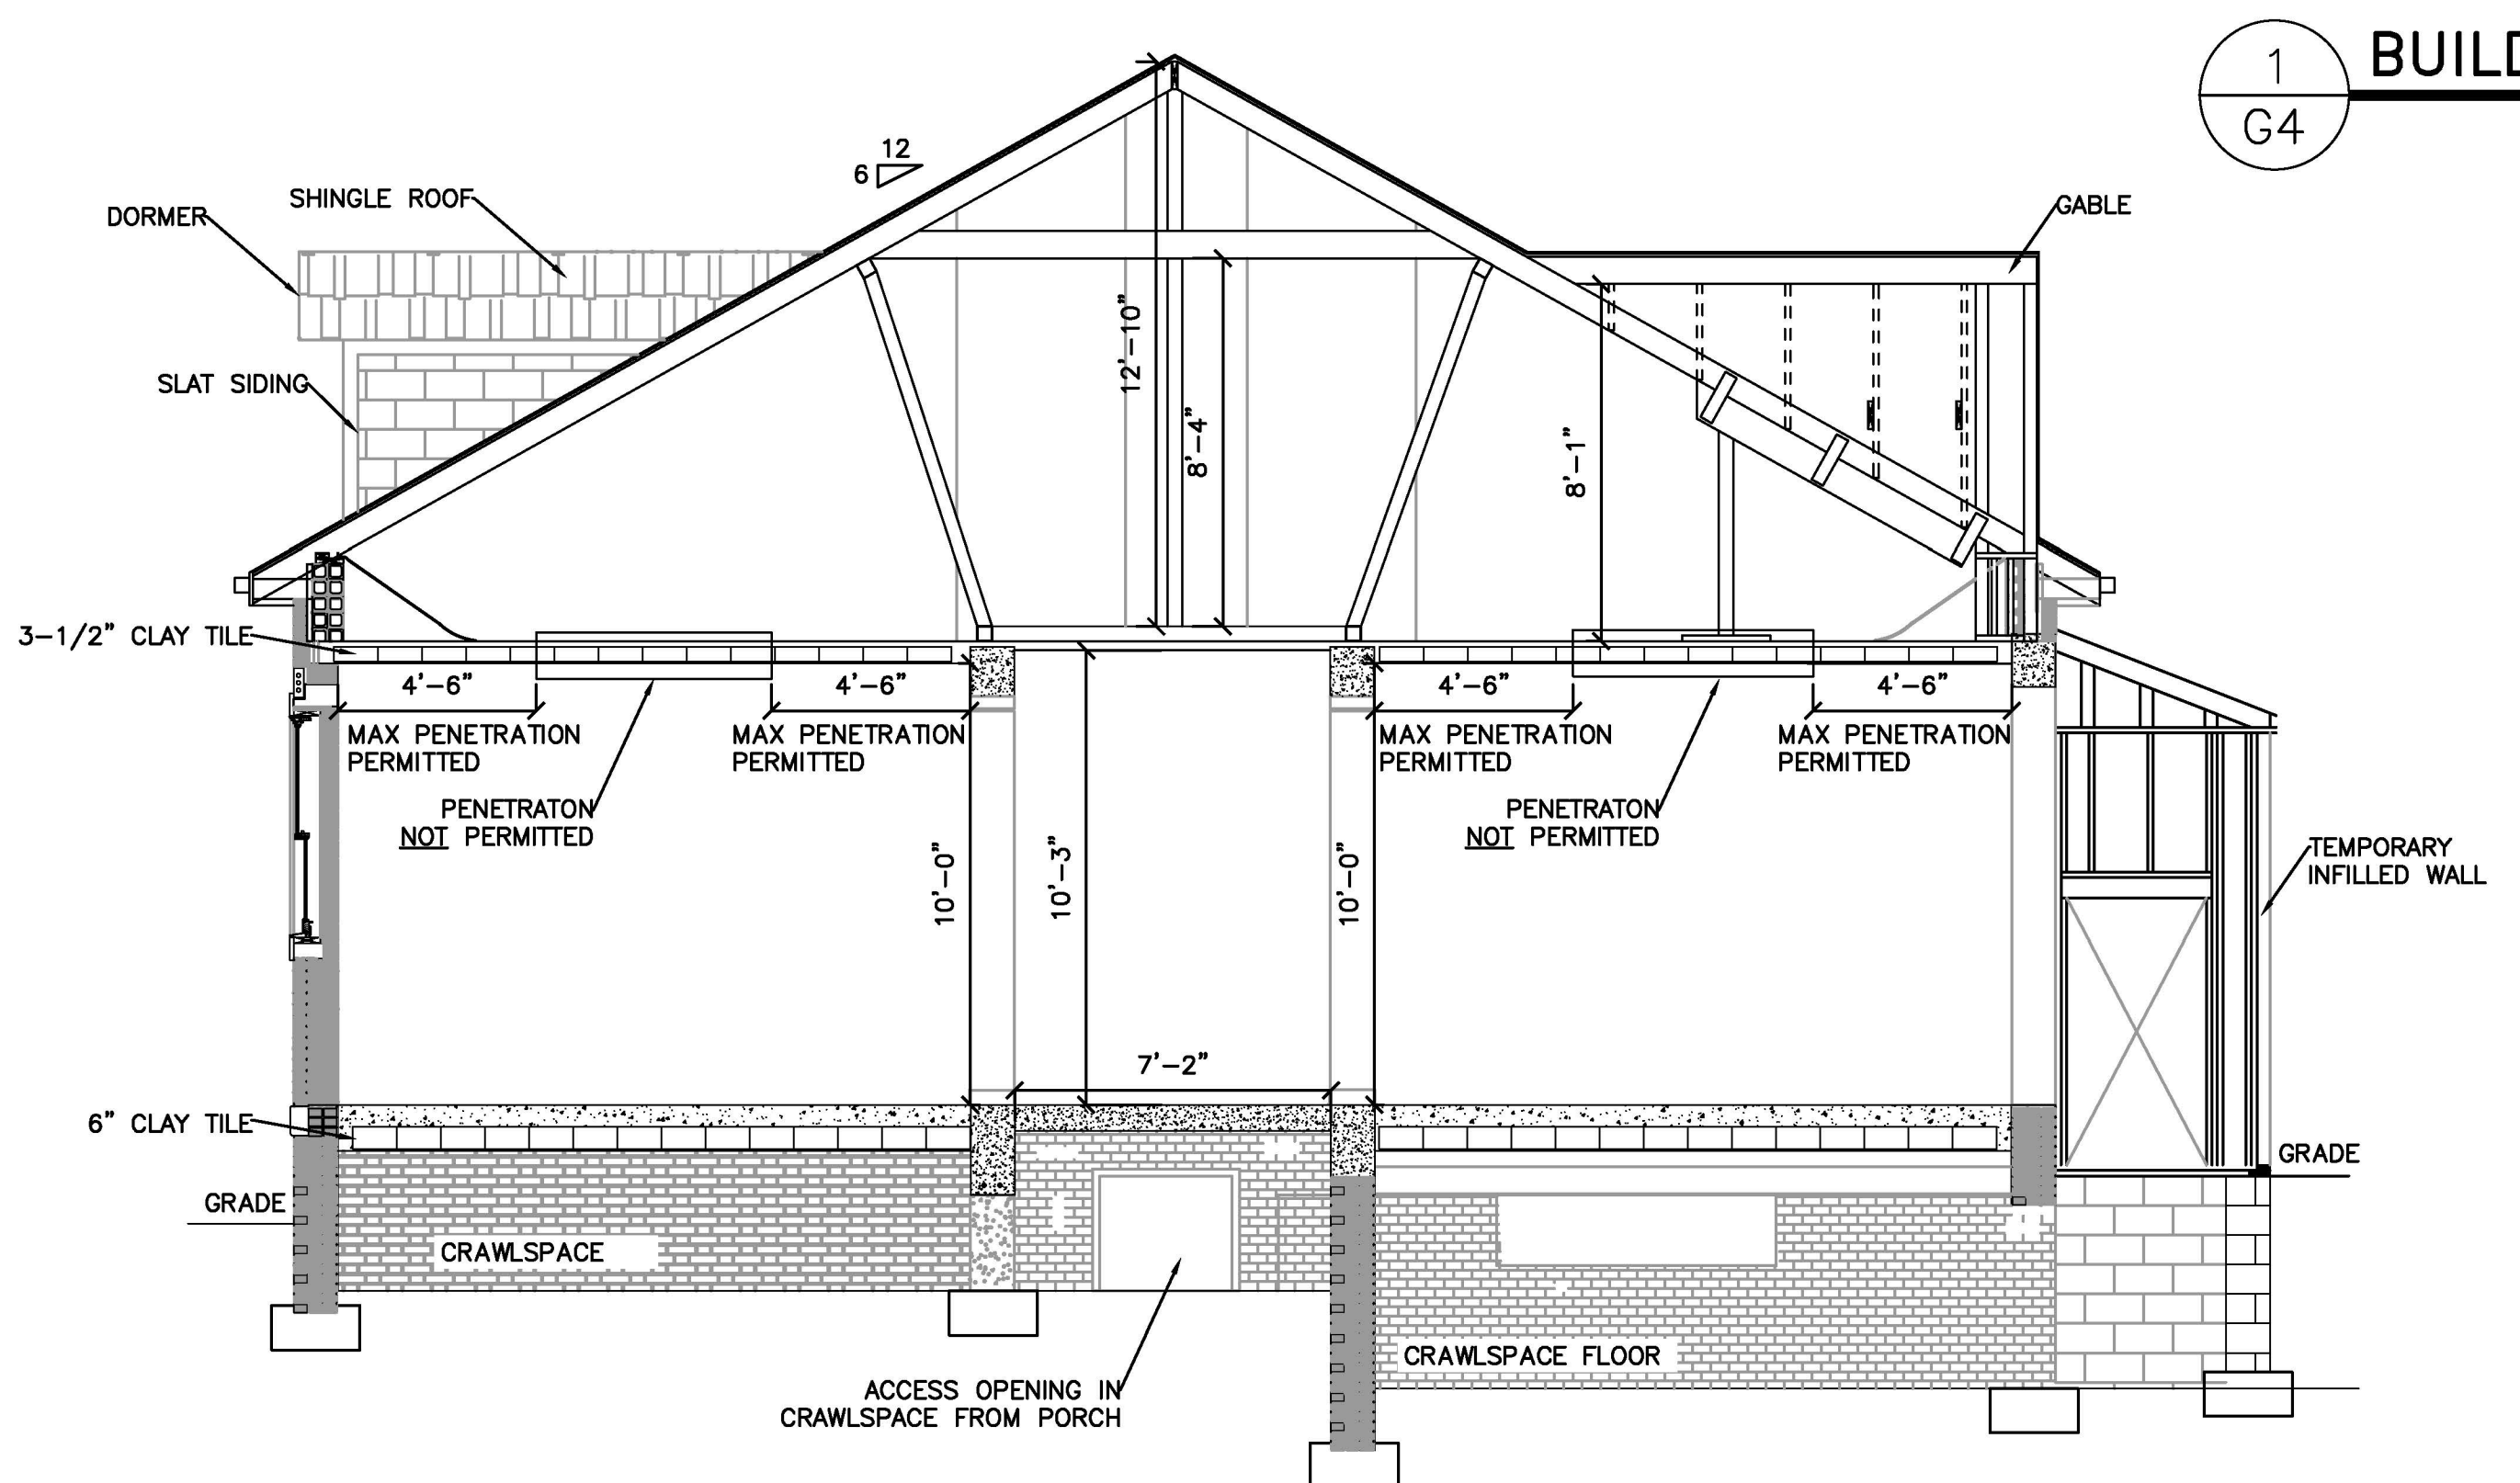 1
G4
BUILD
12
6
SHINGLE ROOF
DORMER
GABLE
SLAT SIDING
12'-10"
8'-4"
8'-1"
3-1/2" CLAY TILE
4'-6"
4'-6"
4'-6"
4'-6"
MAX PENETRATION
PERMITTED
MAX PENETRATION
PERMITTED
MAX PENETRATION
PERMITTED
MAX PENETRATION
PERMITTED
PENETRATON
NOT PERMITTED
PENETRATON
NOT PERMITTED
10'-0"
10'-3"
10'-0"
TEMPORARY
INFILLED WALL
7'-2"
6" CLAY TILE
GRADE
GRADE
CRAWLSPACE
CRAWLSPACE FLOOR
ACCESS OPENING IN
CRAWLSPACE FROM PORCH